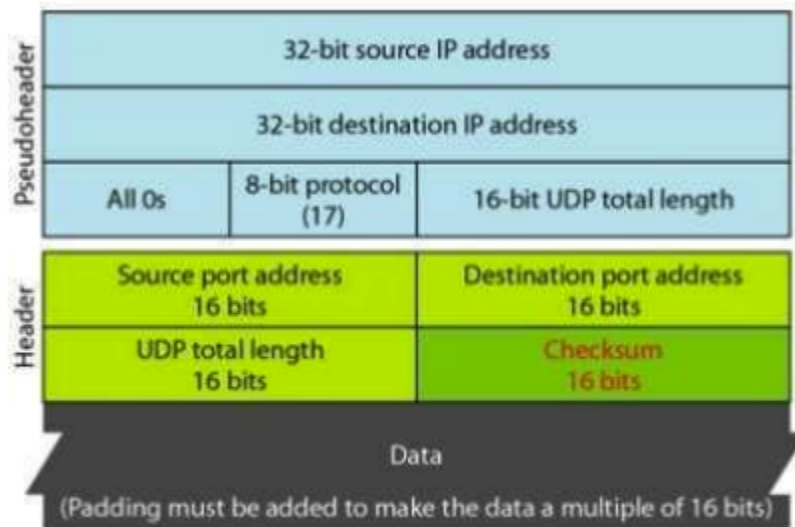 Pseudoheader
32-bit source IP address
32-bit destination IP address
All 0s
8-bit protocol
(17)
16-bit UDP total length
Header
Source port address
16 bits
Destination port address
16 bits
UDP total length
16 bits
Checksum
16 bits
Data
(Padding must be added to make the data a multiple of 16 bits)